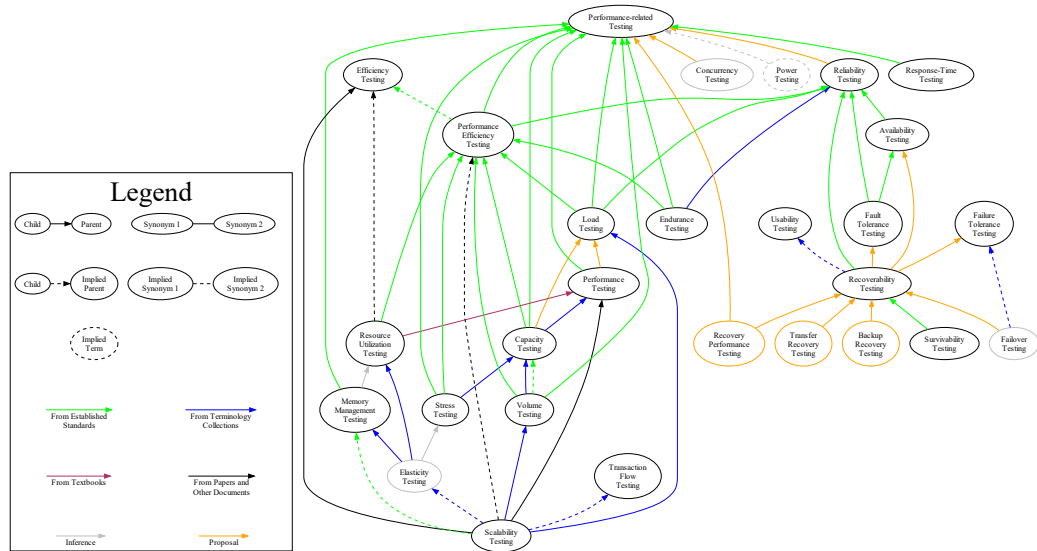 Performance-related
Testing
Efficiency
Testing
Concurrency
Testing
Power
Testing
Reliability
Testing
Response-Time
Testing
Performance
Efficiency
Testing
Availability
Testing
Legend
Child
Parent
Synonym 1
Synonym 2
Load
Testing
Endurance
Testing
Usability
Testing
Fault
Tolerance
Testing
Failure
Tolerance
Testing
Child
Implied
Parent
Implied
Synonym 1
Implied
Synonym 2
Performance
Testing
Recoverability
Testing
Implied
Term
Resource
Utilization
Testing
Capacity
Testing
Recovery
Performance
Testing
Transfer
Recovery
Testing
Backup
Recovery
Testing
Survivability
Testing
Failover
Testing
From Established
Standards
From Terminology
Collections
Memory
Management
Testing
Stress
Testing
Volume
Testing
From Textbooks
From Papers and
Other Documents
Elasticity
Testing
Transaction
Flow
Testing
Inference
Proposal
Scalability
Testing